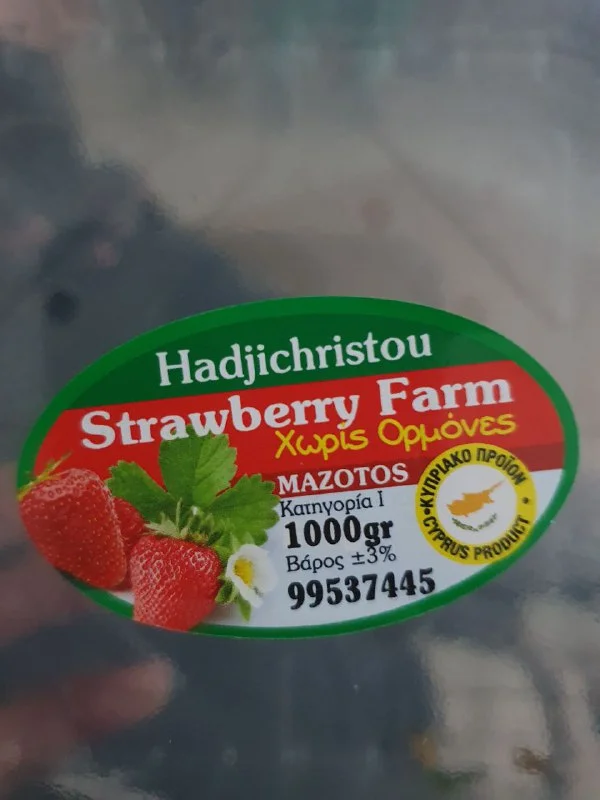 Hadjichristou
Strawberry Farm
Χωρίς Ορμόνες
MAZOTOS
Κατηγορία Ι
1000gr
Βάρος ±3%
99537445
ΚΥΠΡΙΑΚΟ ΠΡΟΪΟΝ
CYPRUS PRODUCT